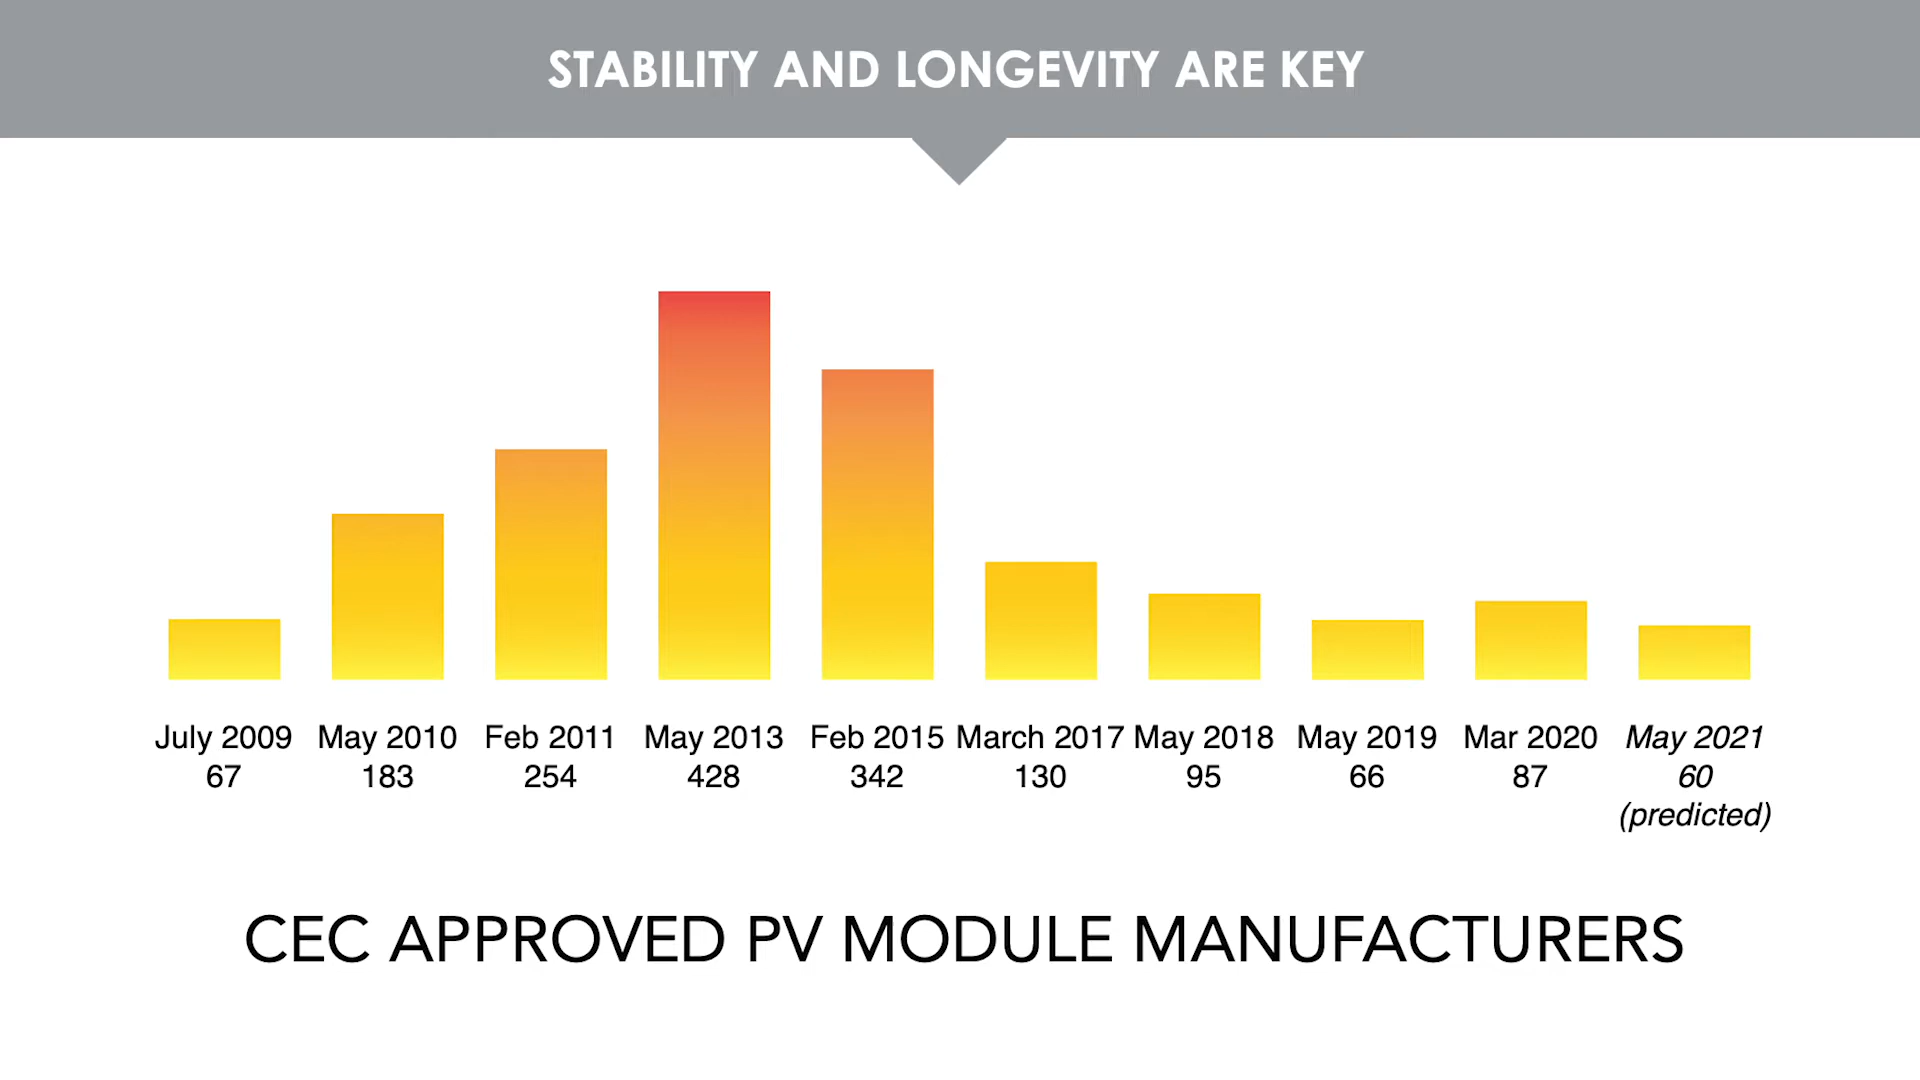 STABILITY AND LONGEVITY ARE KEY
July 2009 May 2010 Feb 2011 May 2013 Feb 2015 March 2017 May 2018 May 2019 Mar 2020 May 2021
67 183 254 428 342 130 95 66 87 60
(predicted)
CEC APPROVED PV MODULE MANUFACTURERS